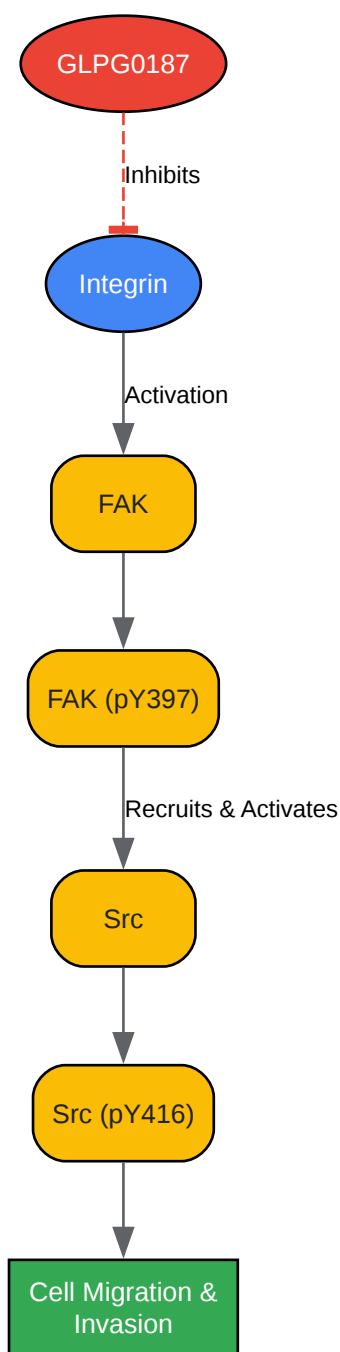 GLPG0187
Inhibits
Integrin
Activation
FAK
FAK (pY397)
Recruits & Activates
Src
Src (pY416)
Cell Migration &
Invasion